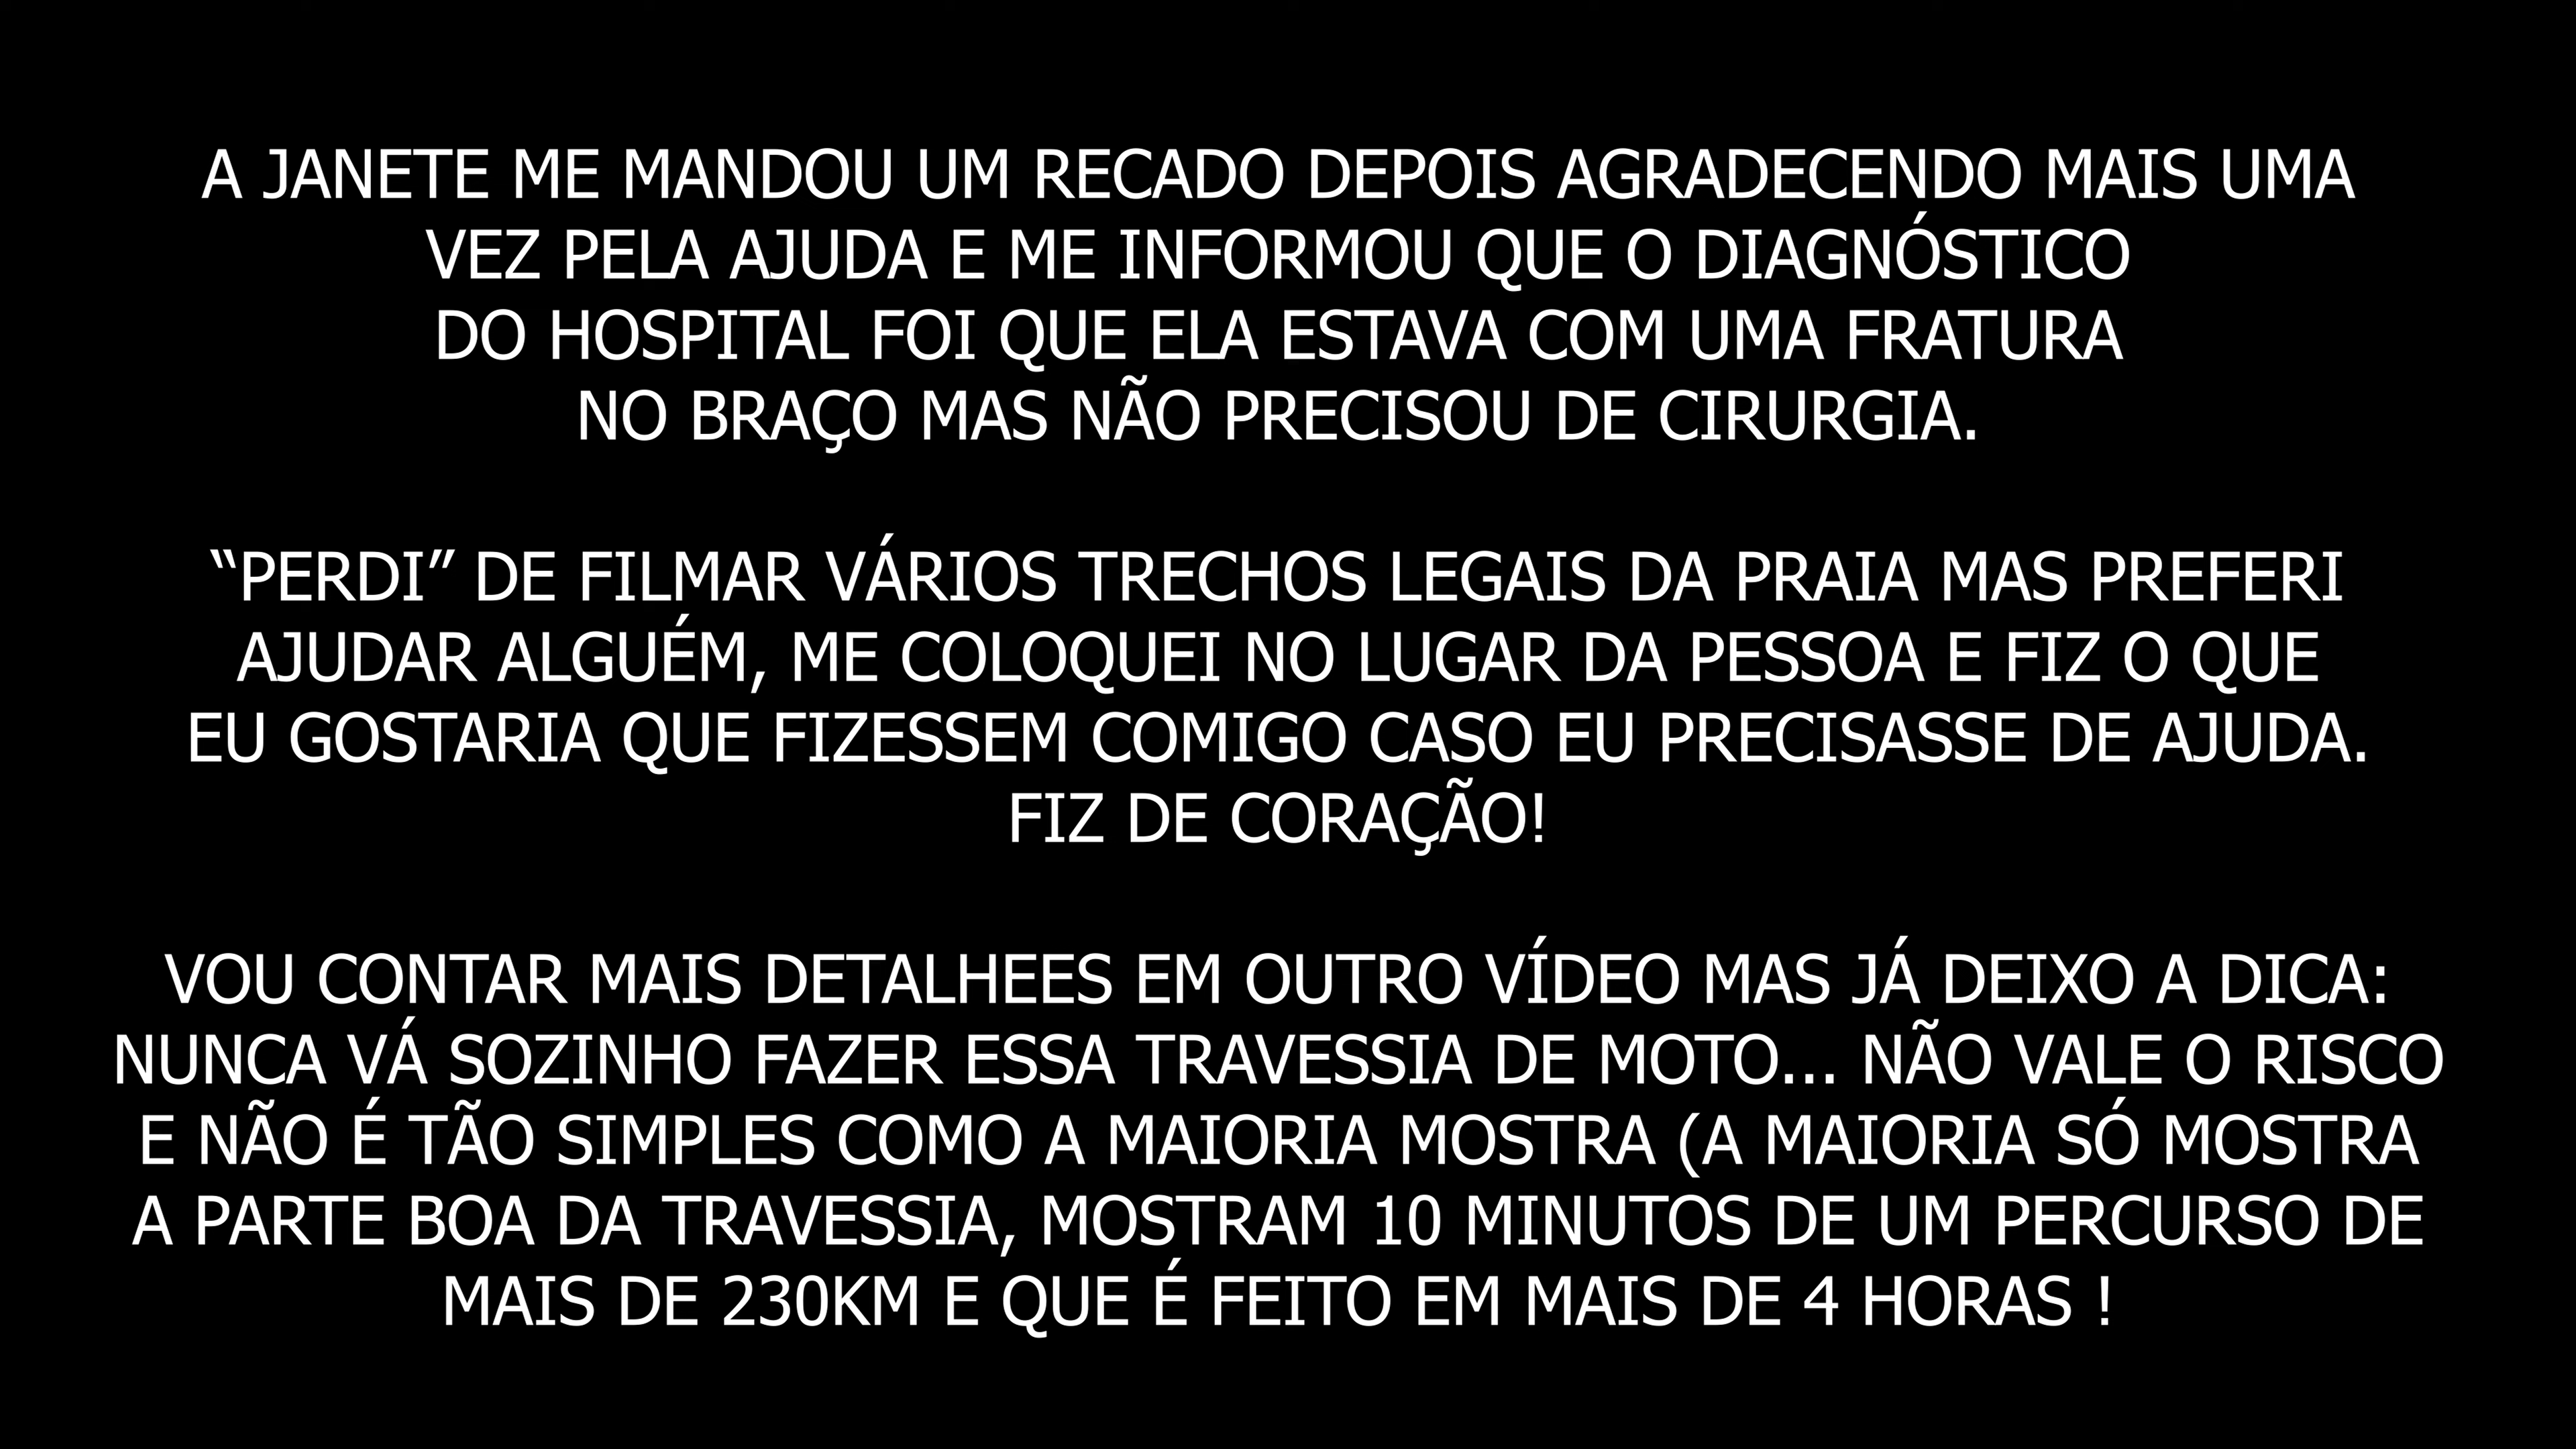 A JANETE ME MANDOU UM RECADO DEPOIS AGRADECENDO MAIS UMA
VEZ PELA AJUDA E ME INFORMOU QUE O DIAGNÓSTICO
DO HOSPITAL FOI QUE ELA ESTAVA COM UMA FRATURA
NO BRAÇO MAS NÃO PRECISOU DE CIRURGIA.
“PERDI” DE FILMAR VÁRIOS TRECHOS LEGAIS DA PRAIA MAS PREFERI
AJUDAR ALGUÉM, ME COLOQUEI NO LUGAR DA PESSOA E FIZ O QUE
EU GOSTARIA QUE FIZESSEM COMIGO CASO EU PRECISASSE DE AJUDA.
FIZ DE CORAÇÃO!
VOU CONTAR MAIS DETALHEES EM OUTRO VÍDEO MAS JÁ DEIXO A DICA:
NUNCA VÁ SOZINHO FAZER ESSA TRAVESSIA DE MOTO... NÃO VALE O RISCO
E NÃO É TÃO SIMPLES COMO A MAIORIA MOSTRA (A MAIORIA SÓ MOSTRA
A PARTE BOA DA TRAVESSIA, MOSTRAM 10 MINUTOS DE UM PERCURSO DE
MAIS DE 230KM E QUE É FEITO EM MAIS DE 4 HORAS !